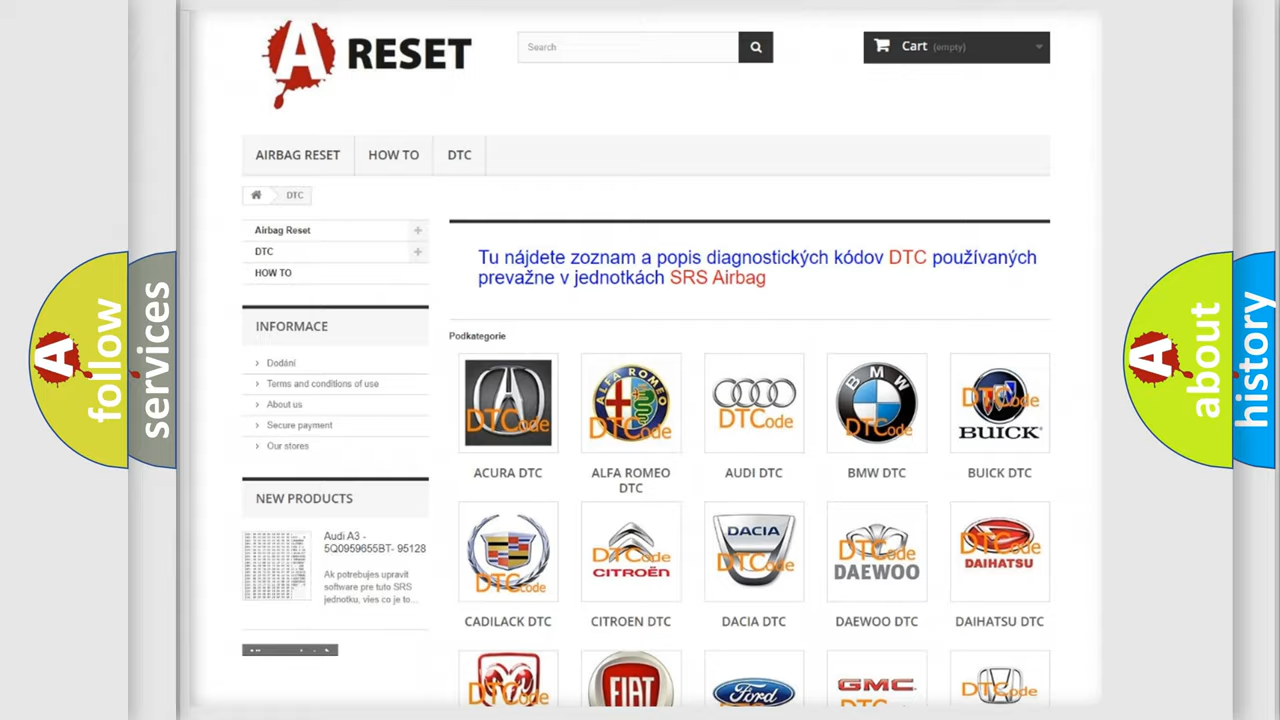 A RESET
Search
Cart (empty)
AIRBAG RESET
HOW TO
DTC
DTC
Airbag Reset
DTC
HOW TO
Tu nájdete zoznam a popis diagnostických kódov DTC používaných
prevažne v jednotkách SRS Airbag
INFORMACE
Dodání
Terms and conditions of use
About us
Secure payment
Our stores
NEW PRODUCTS
Audi A3 -
5Q0959655BT- 95128
Ak potrebujes upravit
software pre tuto SRS
jednotku, vies co je to...
Podkategorie
DTCode
ALFA ROMEO
DTCode
DTCode
BMW
DTCode
DTCode
BUICK
ACURA DTC
ALFA ROMEO
DTC
AUDI DTC
BMW DTC
BUICK DTC
DTCode
DTCode
CITROËN
DACIA
DTCode
DTCode
DAEWOO
DTCode
DAIHATSU
CADILACK DTC
CITROEN DTC
DACIA DTC
DAEWOO DTC
DAIHATSU DTC
DTCode
FIAT
Ford
GMC
DTCode
A follow
services
A about
history